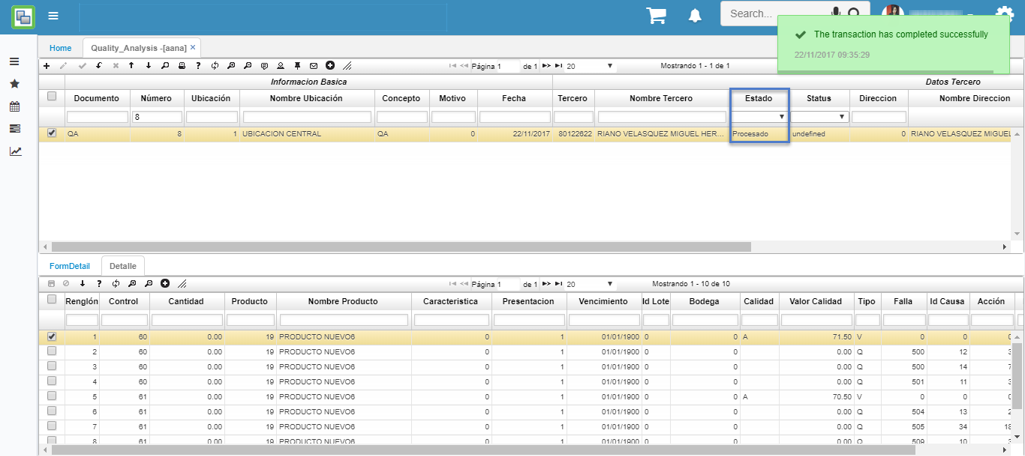 Search...
The transaction has completed successfully
22/11/2017 09:35:29
Home Quality_Analysis -[aana] ×
Página 1 de 1 20 Mostrando 1 - 1 de 1
Informacion Basica Datos Tercero
Documento Número Ubicación Nombre Ubicación Concepto Motivo Fecha Tercero Nombre Tercero Estado Status Direccion Nombre Direccion
8
QA 8 1 UBICACION CENTRAL QA 0 22/11/2017 80122622 RIANO VELASQUEZ MIGUEL HER... Procesado undefined 0 RIANO VELASQUEZ MIGUEL
FormDetail Detalle
Página 1 de 1 20 Mostrando 1 - 10 de 10
Renglón Control Cantidad Producto Nombre Producto Caracteristica Presentacion Vencimiento Id Lote Bodega Calidad Valor Calidad Tipo Falla Id Causa Acción
1 60 0.00 19 PRODUCTO NUEVO6 0 1 01/01/1900 0 0 A 71.50 V 0 0
2 60 0.00 19 PRODUCTO NUEVO6 0 1 01/01/1900 0 0 0.00 Q 500 12 3
3 60 0.00 19 PRODUCTO NUEVO6 0 1 01/01/1900 0 0 0.00 Q 500 14 7
4 60 0.00 19 PRODUCTO NUEVO6 0 1 01/01/1900 0 0 0.00 Q 501 11 3
5 61 0.00 19 PRODUCTO NUEVO6 0 1 01/01/1900 0 0 A 70.50 V 0 0
6 61 0.00 19 PRODUCTO NUEVO6 0 1 01/01/1900 0 0 0.00 Q 504 13 2
7 61 0.00 19 PRODUCTO NUEVO6 0 1 01/01/1900 0 0 0.00 Q 505 34 18
8 61 0.00 19 PRODUCTO NUEVO6 0 1 01/01/1900 0 0 0.00 Q 509 10 3